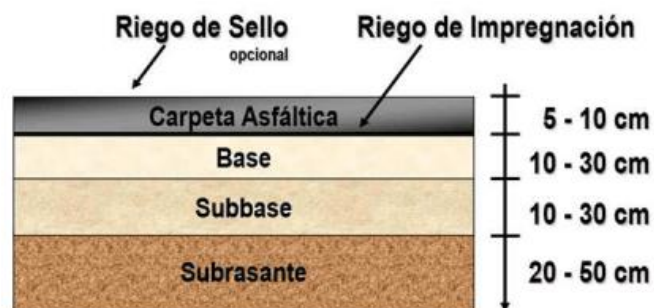 Riego de Sello
opcional
Riego de Impregnación
Carpeta Asfáltica
5 - 10 cm
Base
10 - 30 cm
Subbase
10 - 30 cm
Subrasante
20 - 50 cm